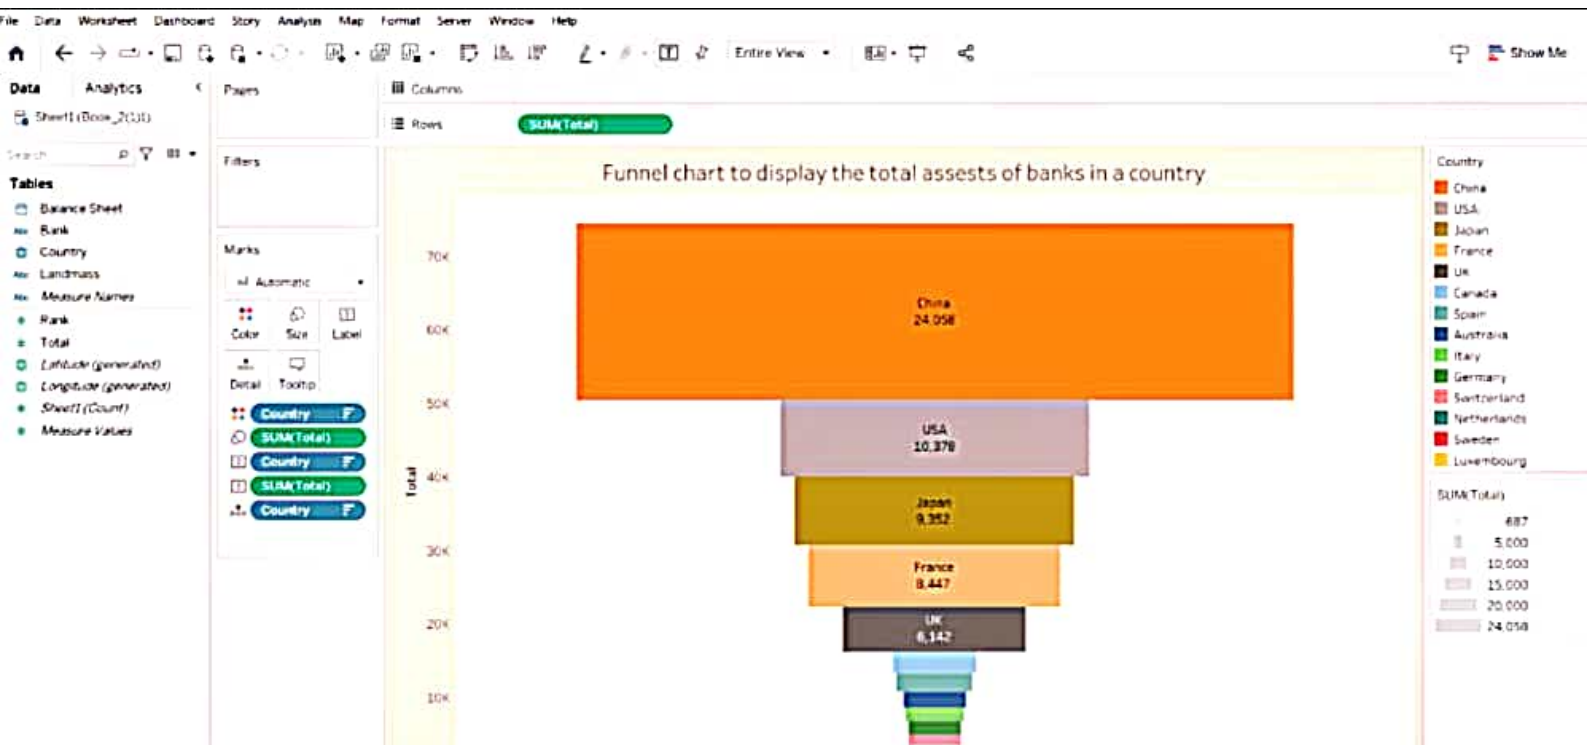 File Data Worksheet Dashboard Story Analysis Map Format Server Window Help
Entire View
Show Me
Data Analytics
Pages
Columns
Rows SUM(Total)
Search
Tables
Balance Sheet
Bank
Country
Landmass
Measure Names
Rank
Total
Latitude (generated)
Longitude (generated)
Sheet1 (Count)
Measure Values
Filters
Marks
Automatic
Color Size Label
Detail Tooltip
Country
SUM(Total)
Country
SUM(Total)
Country
Funnel chart to display the total assests of banks in a country
Total
70K
60K
50K
40K
30K
20K
10K
China
24,058
USA
10,378
Japan
9,352
France
8,447
UK
6,142
Country
China
USA
Japan
France
UK
Canada
Spain
Australia
Italy
Germany
Switzerland
Netherlands
Sweden
Luxembourg
SUM(Total)
687
5,000
10,000
15,000
20,000
24,058